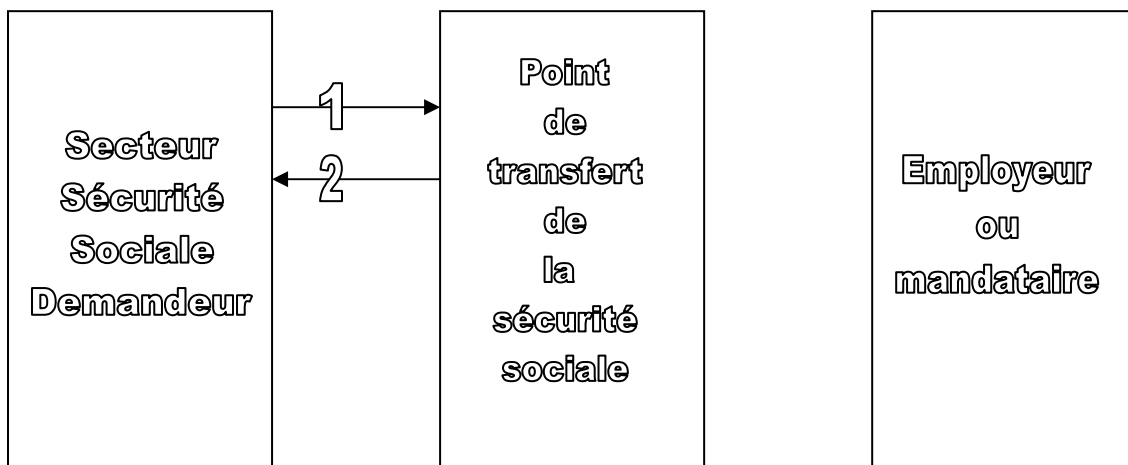 Secteur
Sécurité
Sociale
Demandeur
1
2
Point
de
transfert
de
la
sécurité
sociale
Employeur
ou
mandataire